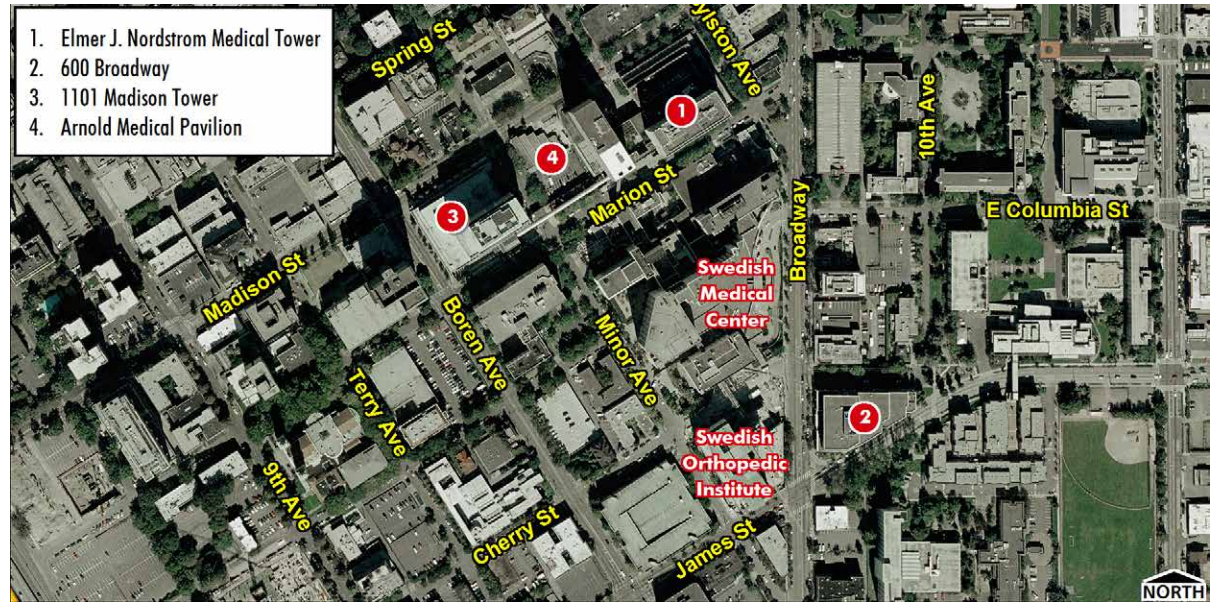 1. Elmer J. Nordstrom Medical Tower
2. 600 Broadway
3. 1101 Madison Tower
4. Arnold Medical Pavilion
Spring St
ylston Ave
1
10th Ave
4
Marion St
E Columbia St
3
Broadway
Madison St
Swedish
Medical
Center
Boren Ave
Minor Ave
Terry Ave
2
Swedish
Orthopedic
Institute
9th Ave
Cherry St
James St
NORTH